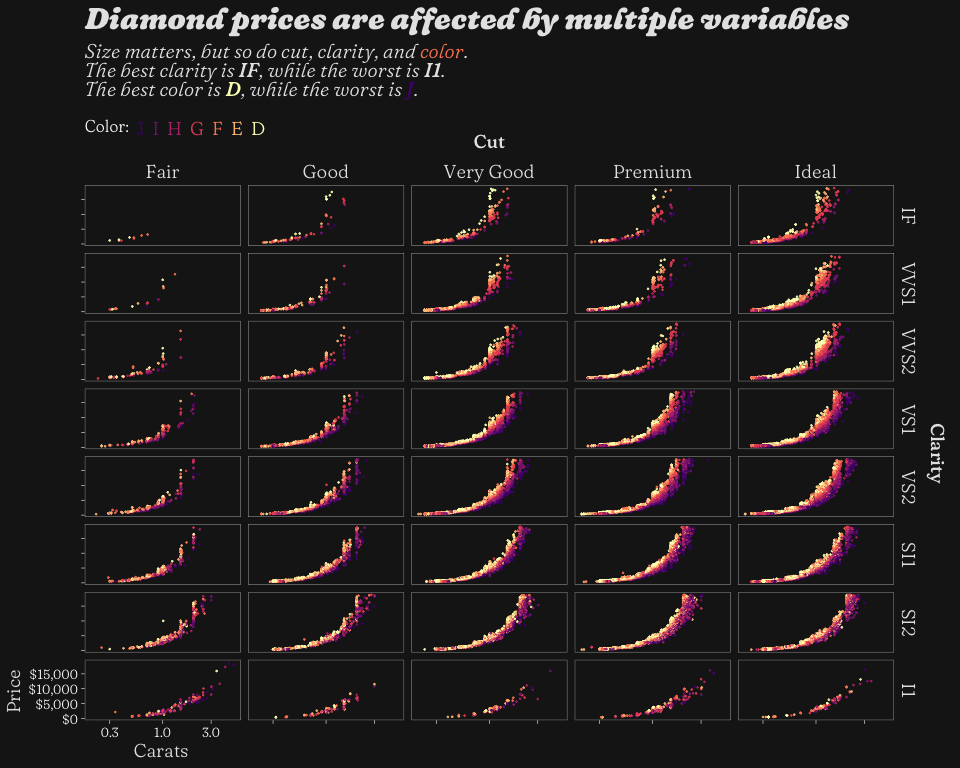 Diamond prices are affected by multiple variables
Size matters, but so do cut, clarity, and color.
The best clarity is IF, while the worst is I1.
The best color is D, while the worst is J.
Color: J I H G F E D
Cut
Fair Good Very Good Premium Ideal
IF
VVS1
VVS2
VS1
VS2
SI1
SI2
I1
Clarity
Price
$15,000
$10,000
$5,000
$0
0.3 1.0 3.0
Carats